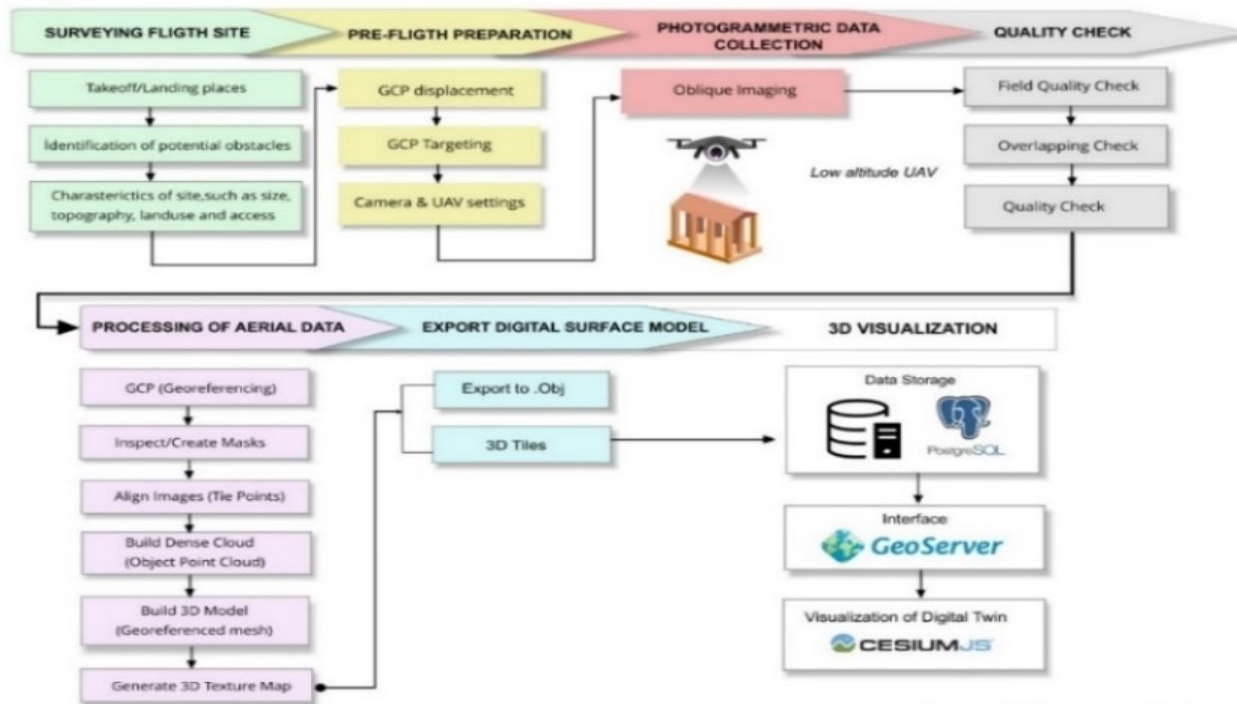 SURVEYING FLIGTH SITE
PRE-FLIGTH PREPARATION
PHOTOGRAMMETRIC DATA
COLLECTION
QUALITY CHECK
Takeoff/Landing places
Identification of potential obstacles
Charasterictics of site,such as size,
topography, landuse and access
GCP displacement
GCP Targeting
Camera & UAV settings
Oblique Imaging
Low altitude UAV
Field Quality Check
Overlapping Check
Quality Check
PROCESSING OF AERIAL DATA
EXPORT DIGITAL SURFACE MODEL
3D VISUALIZATION
GCP (Georeferencing)
Inspect/Create Masks
Align Images (Tie Points)
Build Dense Cloud
(Object Point Cloud)
Build 3D Model
(Georeferenced mesh)
Generate 3D Texture Map
Export to .Obj
3D Tiles
Data Storage
PostgreSQL
Interface
GeoServer
Visualization of Digital Twin
CESIUMJS